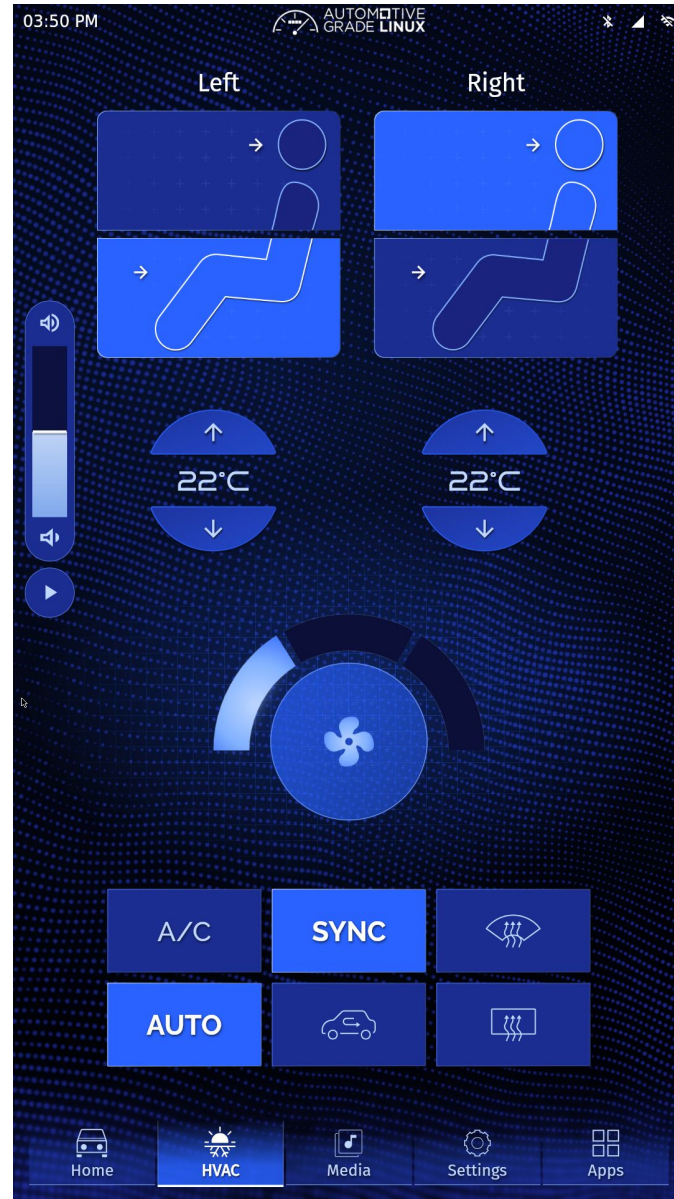 03:50 PM
AUTOMOTIVE
GRADE LINUX
Left
Right
22°C
22°C
A/C
SYNC
AUTO
Home
HVAC
Media
Settings
Apps